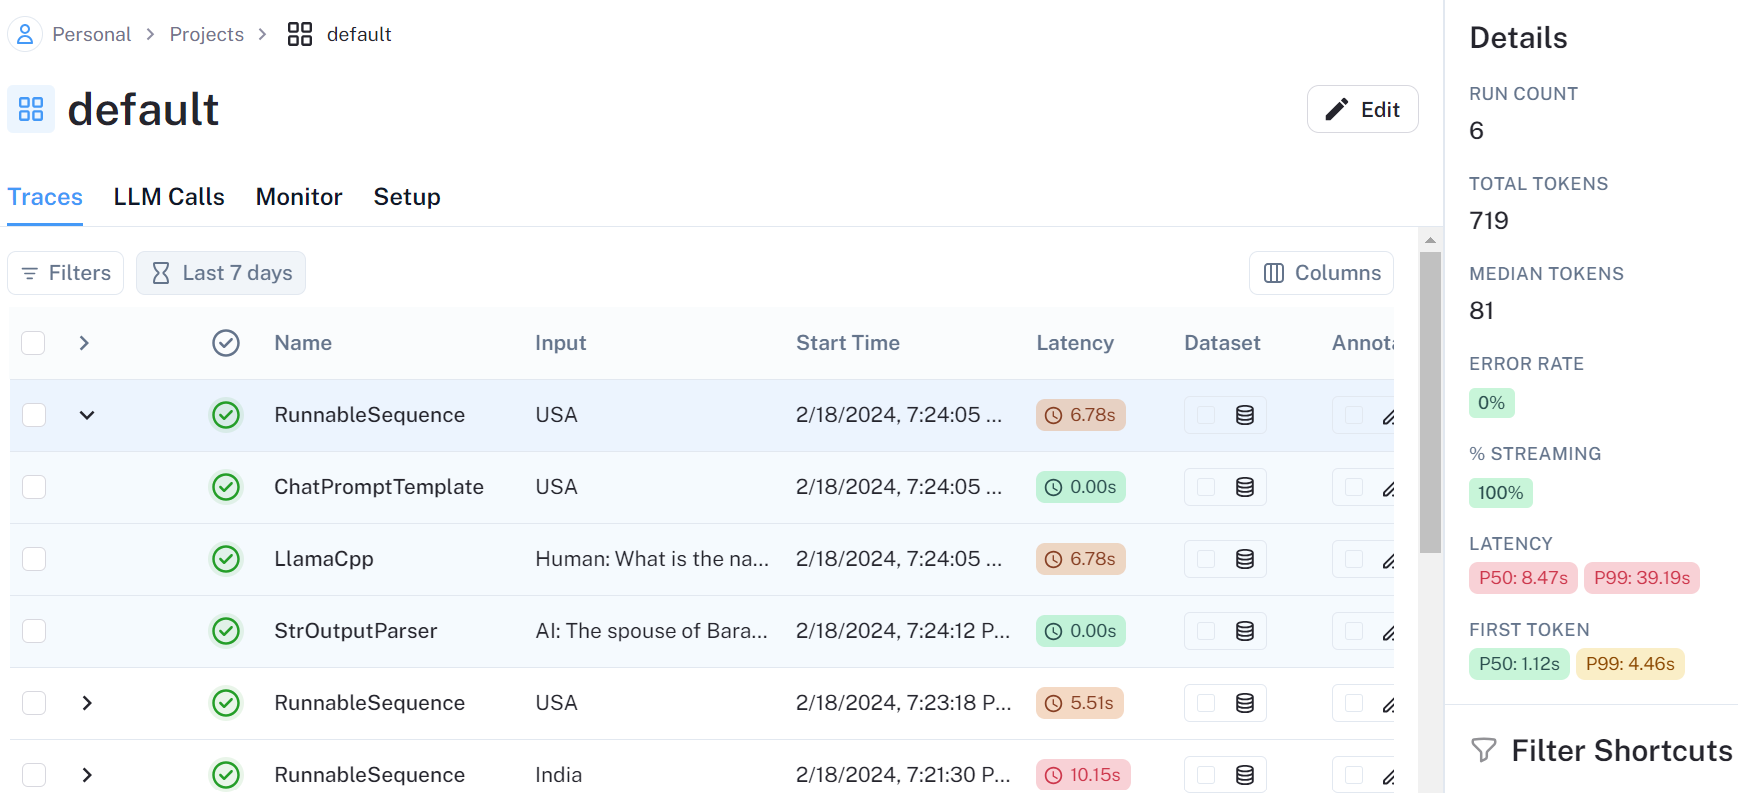 Personal > Projects > default
default
Edit
Traces LLM Calls Monitor Setup
Filters Last 7 days Columns
Name Input Start Time Latency Dataset Annota
RunnableSequence USA 2/18/2024, 7:24:05 ... 6.78s
ChatPromptTemplate USA 2/18/2024, 7:24:05 ... 0.00s
LlamaCpp Human: What is the na... 2/18/2024, 7:24:05 ... 6.78s
StrOutputParser AI: The spouse of Bara... 2/18/2024, 7:24:12 P... 0.00s
RunnableSequence USA 2/18/2024, 7:23:18 P... 5.51s
RunnableSequence India 2/18/2024, 7:21:30 P... 10.15s
Details
RUN COUNT
6
TOTAL TOKENS
719
MEDIAN TOKENS
81
ERROR RATE
0%
% STREAMING
100%
LATENCY
P50: 8.47s P99: 39.19s
FIRST TOKEN
P50: 1.12s P99: 4.46s
Filter Shortcuts